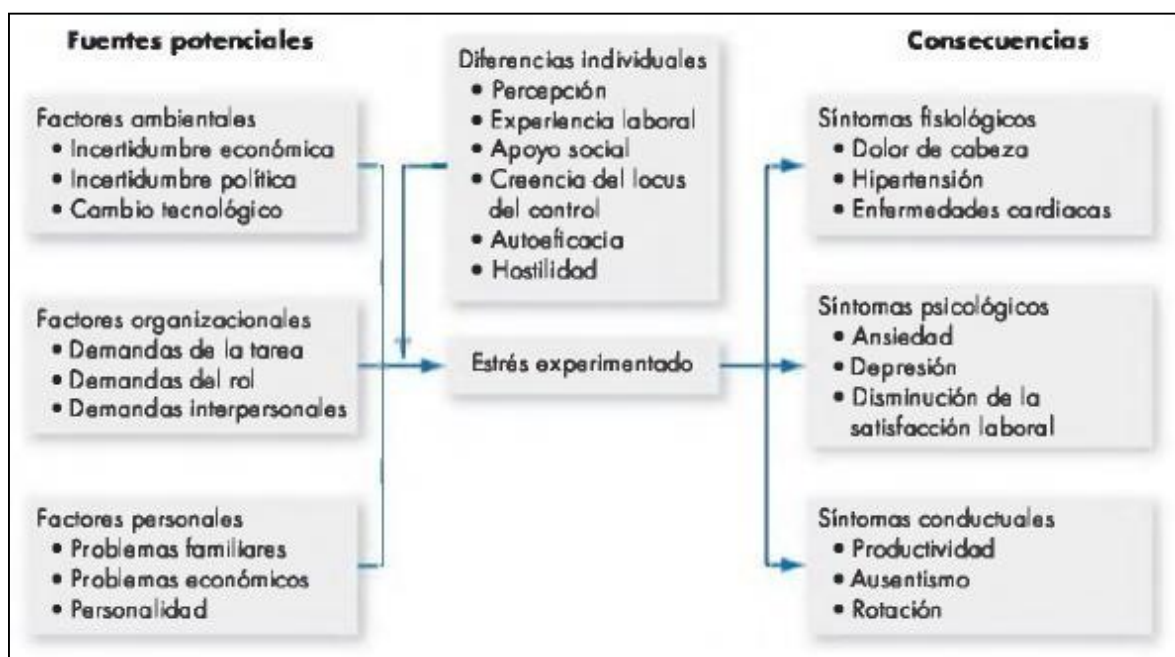 Fuentes potenciales
Factores ambientales
• Incertidumbre económica
• Incertidumbre política
• Cambio tecnológico
Factores organizacionales
• Demandas de la tarea
• Demandas del rol
• Demandas interpersonales
Factores personales
• Problemas familiares
• Problemas económicos
• Personalidad
Diferencias individuales
• Percepción
• Experiencia laboral
• Apoyo social
• Creencia del locus
del control
• Autoeficacia
• Hostilidad
Estrés experimentado
Consecuencias
Síntomas fisiológicos
• Dolor de cabeza
• Hipertensión
• Enfermedades cardiacas
Síntomas psicológicos
• Ansiedad
• Depresión
• Disminución de la
satisfacción laboral
Síntomas conductuales
• Productividad
• Ausentismo
• Rotación